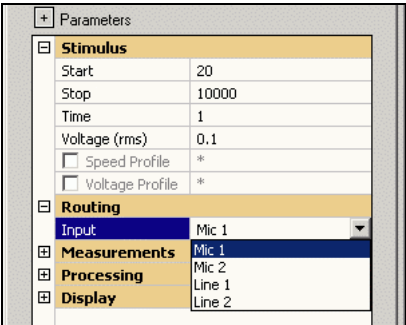 Parameters
Stimulus
Start 20
Stop 10000
Time 1
Voltage (rms) 0.1
Speed Profile *
Voltage Profile *
Routing
Input Mic 1
Measurements Mic 1
Mic 2
Processing Line 1
Display Line 2